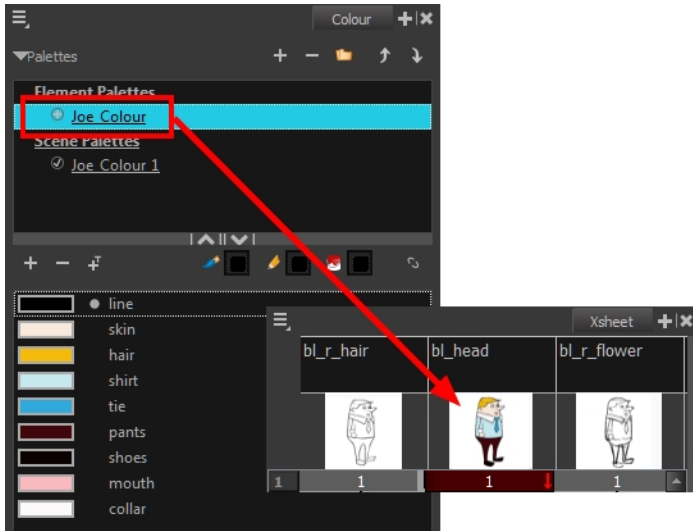 Colour
Palettes
Element Palettes
Joe Colour
Scene Palettes
Joe Colour 1
line
skin
hair
shirt
tie
pants
shoes
mouth
collar
Xsheet
bl_r_hair bl_head bl_r_flower
1 1 1 1